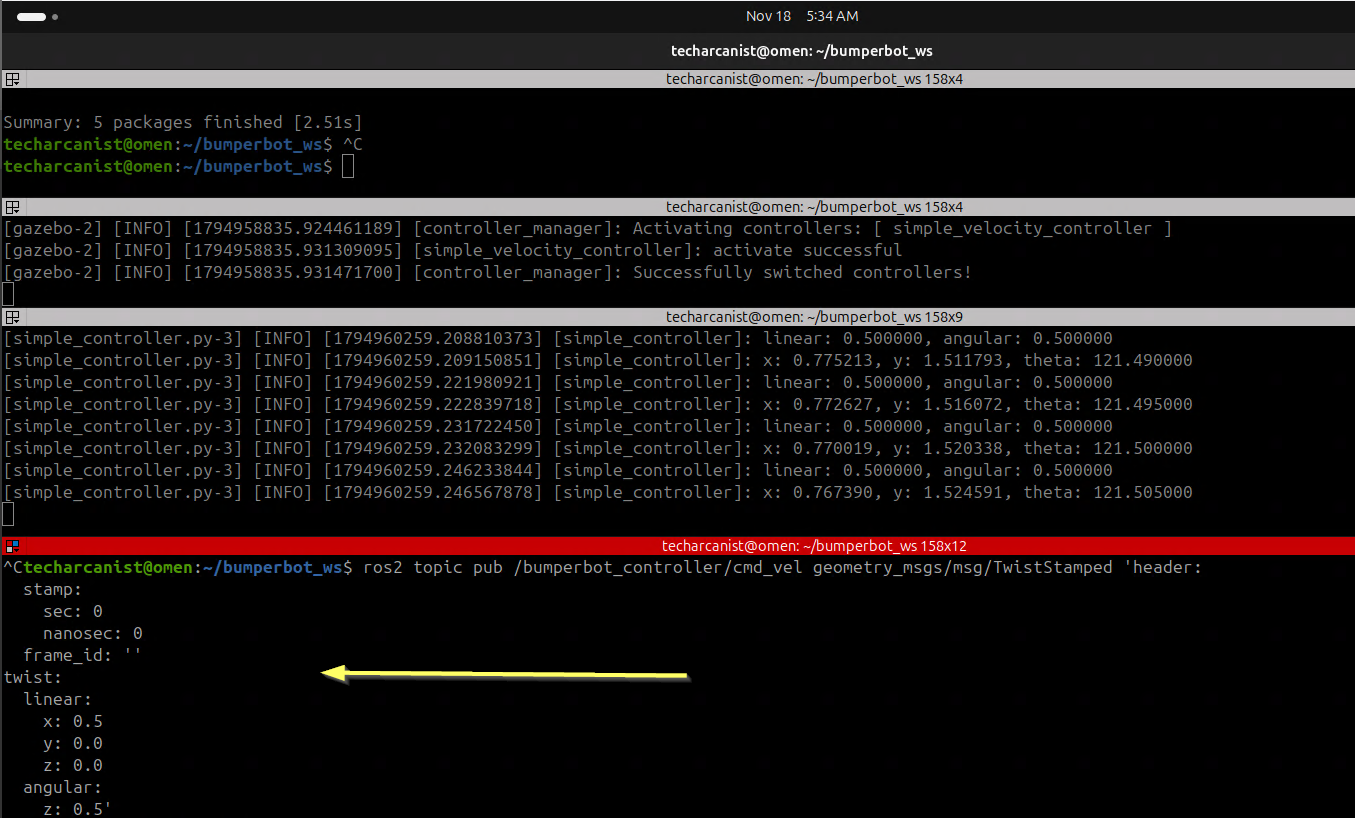 Nov 18 5:34 AM
techarcanist@omen: ~/bumperbot_ws
techarcanist@omen: ~/bumperbot_ws 158x4
Summary: 5 packages finished [2.51s]
techarcanist@omen:~/bumperbot_ws$ ^C
techarcanist@omen:~/bumperbot_ws$
techarcanist@omen: ~/bumperbot_ws 158x4
[gazebo-2] [INFO] [1794958835.924461189] [controller_manager]: Activating controllers: [ simple_velocity_controller ]
[gazebo-2] [INFO] [1794958835.931309095] [simple_velocity_controller]: activate successful
[gazebo-2] [INFO] [1794958835.931471700] [controller_manager]: Successfully switched controllers!
techarcanist@omen: ~/bumperbot_ws 158x9
[simple_controller.py-3] [INFO] [1794960259.208810373] [simple_controller]: linear: 0.500000, angular: 0.500000
[simple_controller.py-3] [INFO] [1794960259.209150851] [simple_controller]: x: 0.775213, y: 1.511793, theta: 121.490000
[simple_controller.py-3] [INFO] [1794960259.221980921] [simple_controller]: linear: 0.500000, angular: 0.500000
[simple_controller.py-3] [INFO] [1794960259.222839718] [simple_controller]: x: 0.772627, y: 1.516072, theta: 121.495000
[simple_controller.py-3] [INFO] [1794960259.231722450] [simple_controller]: linear: 0.500000, angular: 0.500000
[simple_controller.py-3] [INFO] [1794960259.232083299] [simple_controller]: x: 0.770019, y: 1.520338, theta: 121.500000
[simple_controller.py-3] [INFO] [1794960259.246233844] [simple_controller]: linear: 0.500000, angular: 0.500000
[simple_controller.py-3] [INFO] [1794960259.246567878] [simple_controller]: x: 0.767390, y: 1.524591, theta: 121.505000
techarcanist@omen: ~/bumperbot_ws 158x12
^Ctecharcanist@omen:~/bumperbot_ws$ ros2 topic pub /bumperbot_controller/cmd_vel geometry_msgs/msg/TwistStamped 'header:
  stamp:
    sec: 0
    nanosec: 0
  frame_id: ''
twist:
  linear:
    x: 0.5
    y: 0.0
    z: 0.0
  angular:
    z: 0.5'